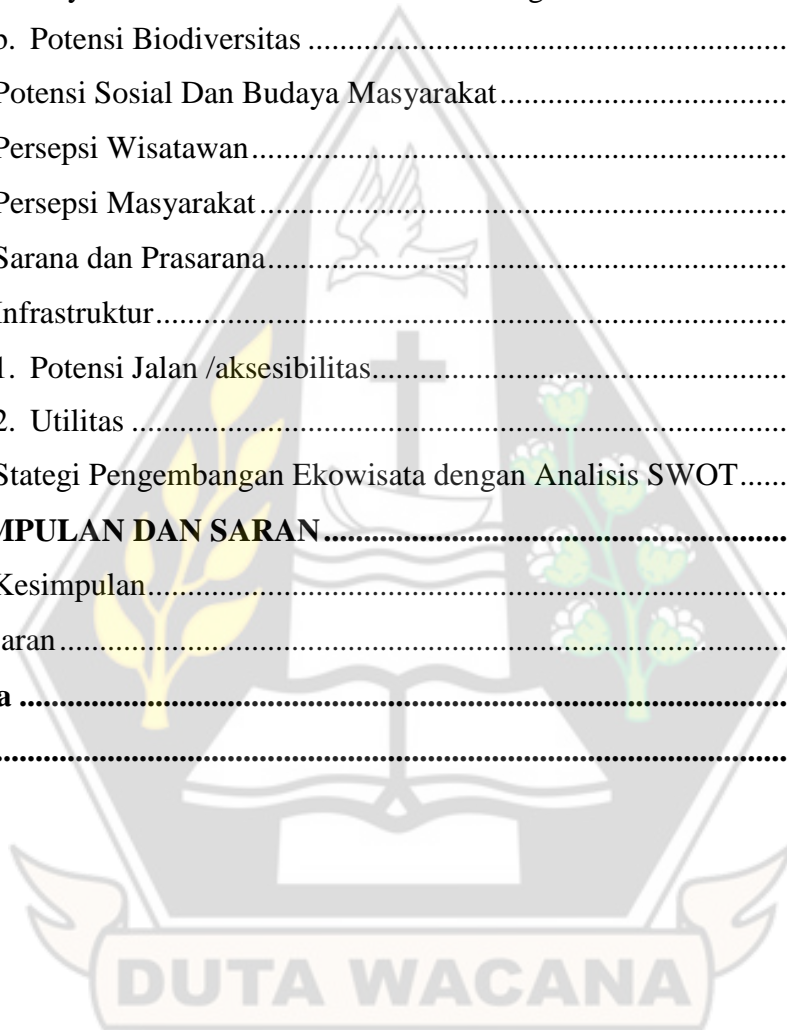 b. Potensi Biodiversitas ................................................
Potensi Sosial Dan Budaya Masyarakat ................................................
Persepsi Wisatawan ................................................
Persepsi Masyarakat ................................................
Sarana dan Prasarana ................................................
Infrastruktur ................................................
1. Potensi Jalan /aksesibilitas ................................................
2. Utilitas ................................................
Stategi Pengembangan Ekowisata dengan Analisis SWOT ......
MPULAN DAN SARAN ................................................
Kesimpulan ................................................
aran ................................................
a ................................................
DUTA WACANA